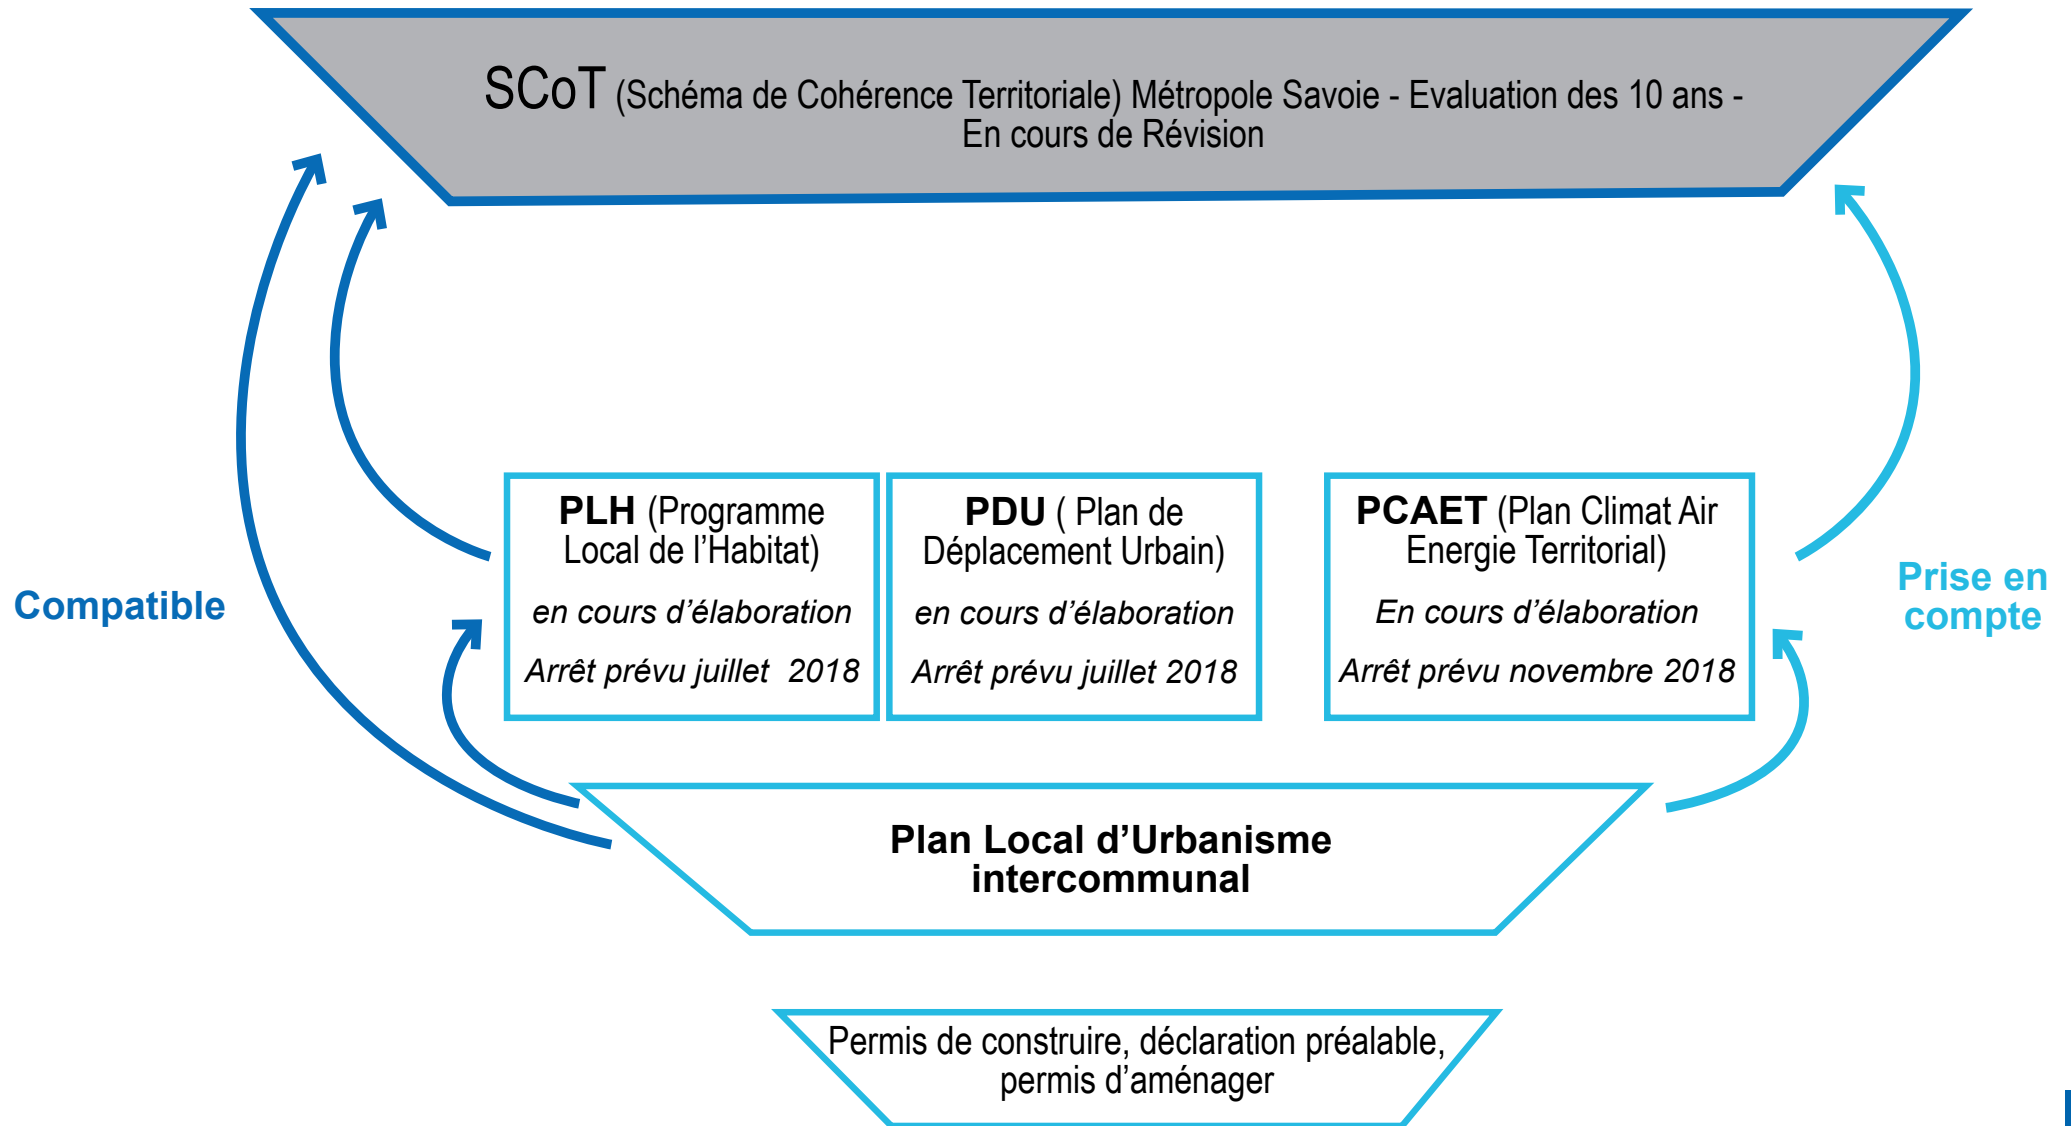 SCoT (Schéma de Cohérence Territoriale) Métropole Savoie - Evaluation des 10 ans -
En cours de Révision
PLH (Programme
Local de l’Habitat)
en cours d’élaboration
Arrêt prévu juillet 2018
PDU ( Plan de
Déplacement Urbain)
en cours d’élaboration
Arrêt prévu juillet 2018
PCAET (Plan Climat Air
Energie Territorial)
En cours d’élaboration
Arrêt prévu novembre 2018
Compatible
Prise en
compte
Plan Local d’Urbanisme
intercommunal
Permis de construire, déclaration préalable,
permis d’aménager